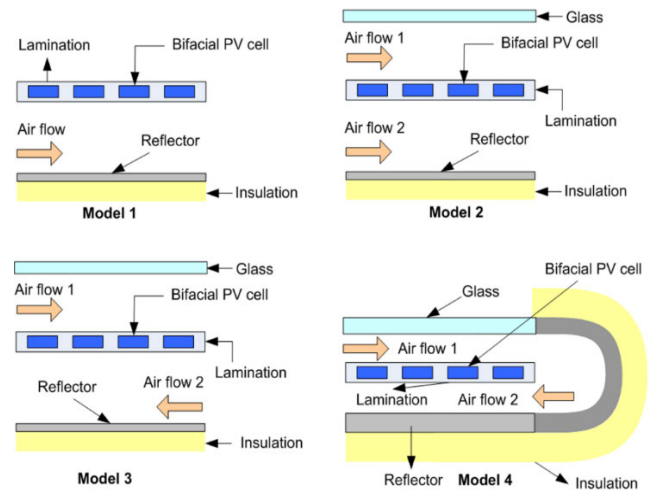 Lamination
Bifacial PV cell
Air flow
Reflector
Insulation
Model 1
Glass
Air flow 1
Bifacial PV cell
Lamination
Air flow 2
Reflector
Insulation
Model 2
Glass
Air flow 1
Bifacial PV cell
Lamination
Reflector
Air flow 2
Insulation
Model 3
Bifacial PV cell
Glass
Air flow 1
Lamination
Air flow 2
Reflector
Model 4
Insulation